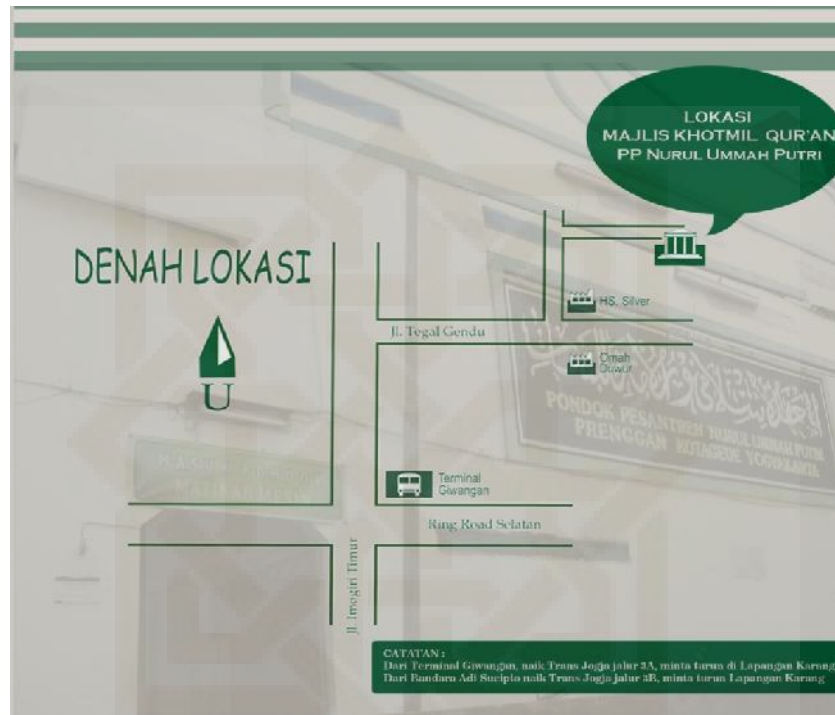 LOKASI
MAJLIS KHOTMIL QUR'AN
PP NURUL UMMAH PUTRI
DENAH LOKASI
U
HS. Silver
Jl. Tegal Gendu
Omah
Duwur
PONDOK PESANTREN NURUL UMMAH PUTRI
PRENGGAN KOTAGEDE YOGYAKARTA
Terminal
Giwangan
Ring Road Selatan
Jl. Imogiri Timur
CATATAN :
Dari Terminal Giwangan, naik Trans Jogja jalur 3A, minta turun di Lapangan Karang
Dari Bandara Adi Sucipto naik Trans Jogja jalur 3B, minta turun Lapangan Karang